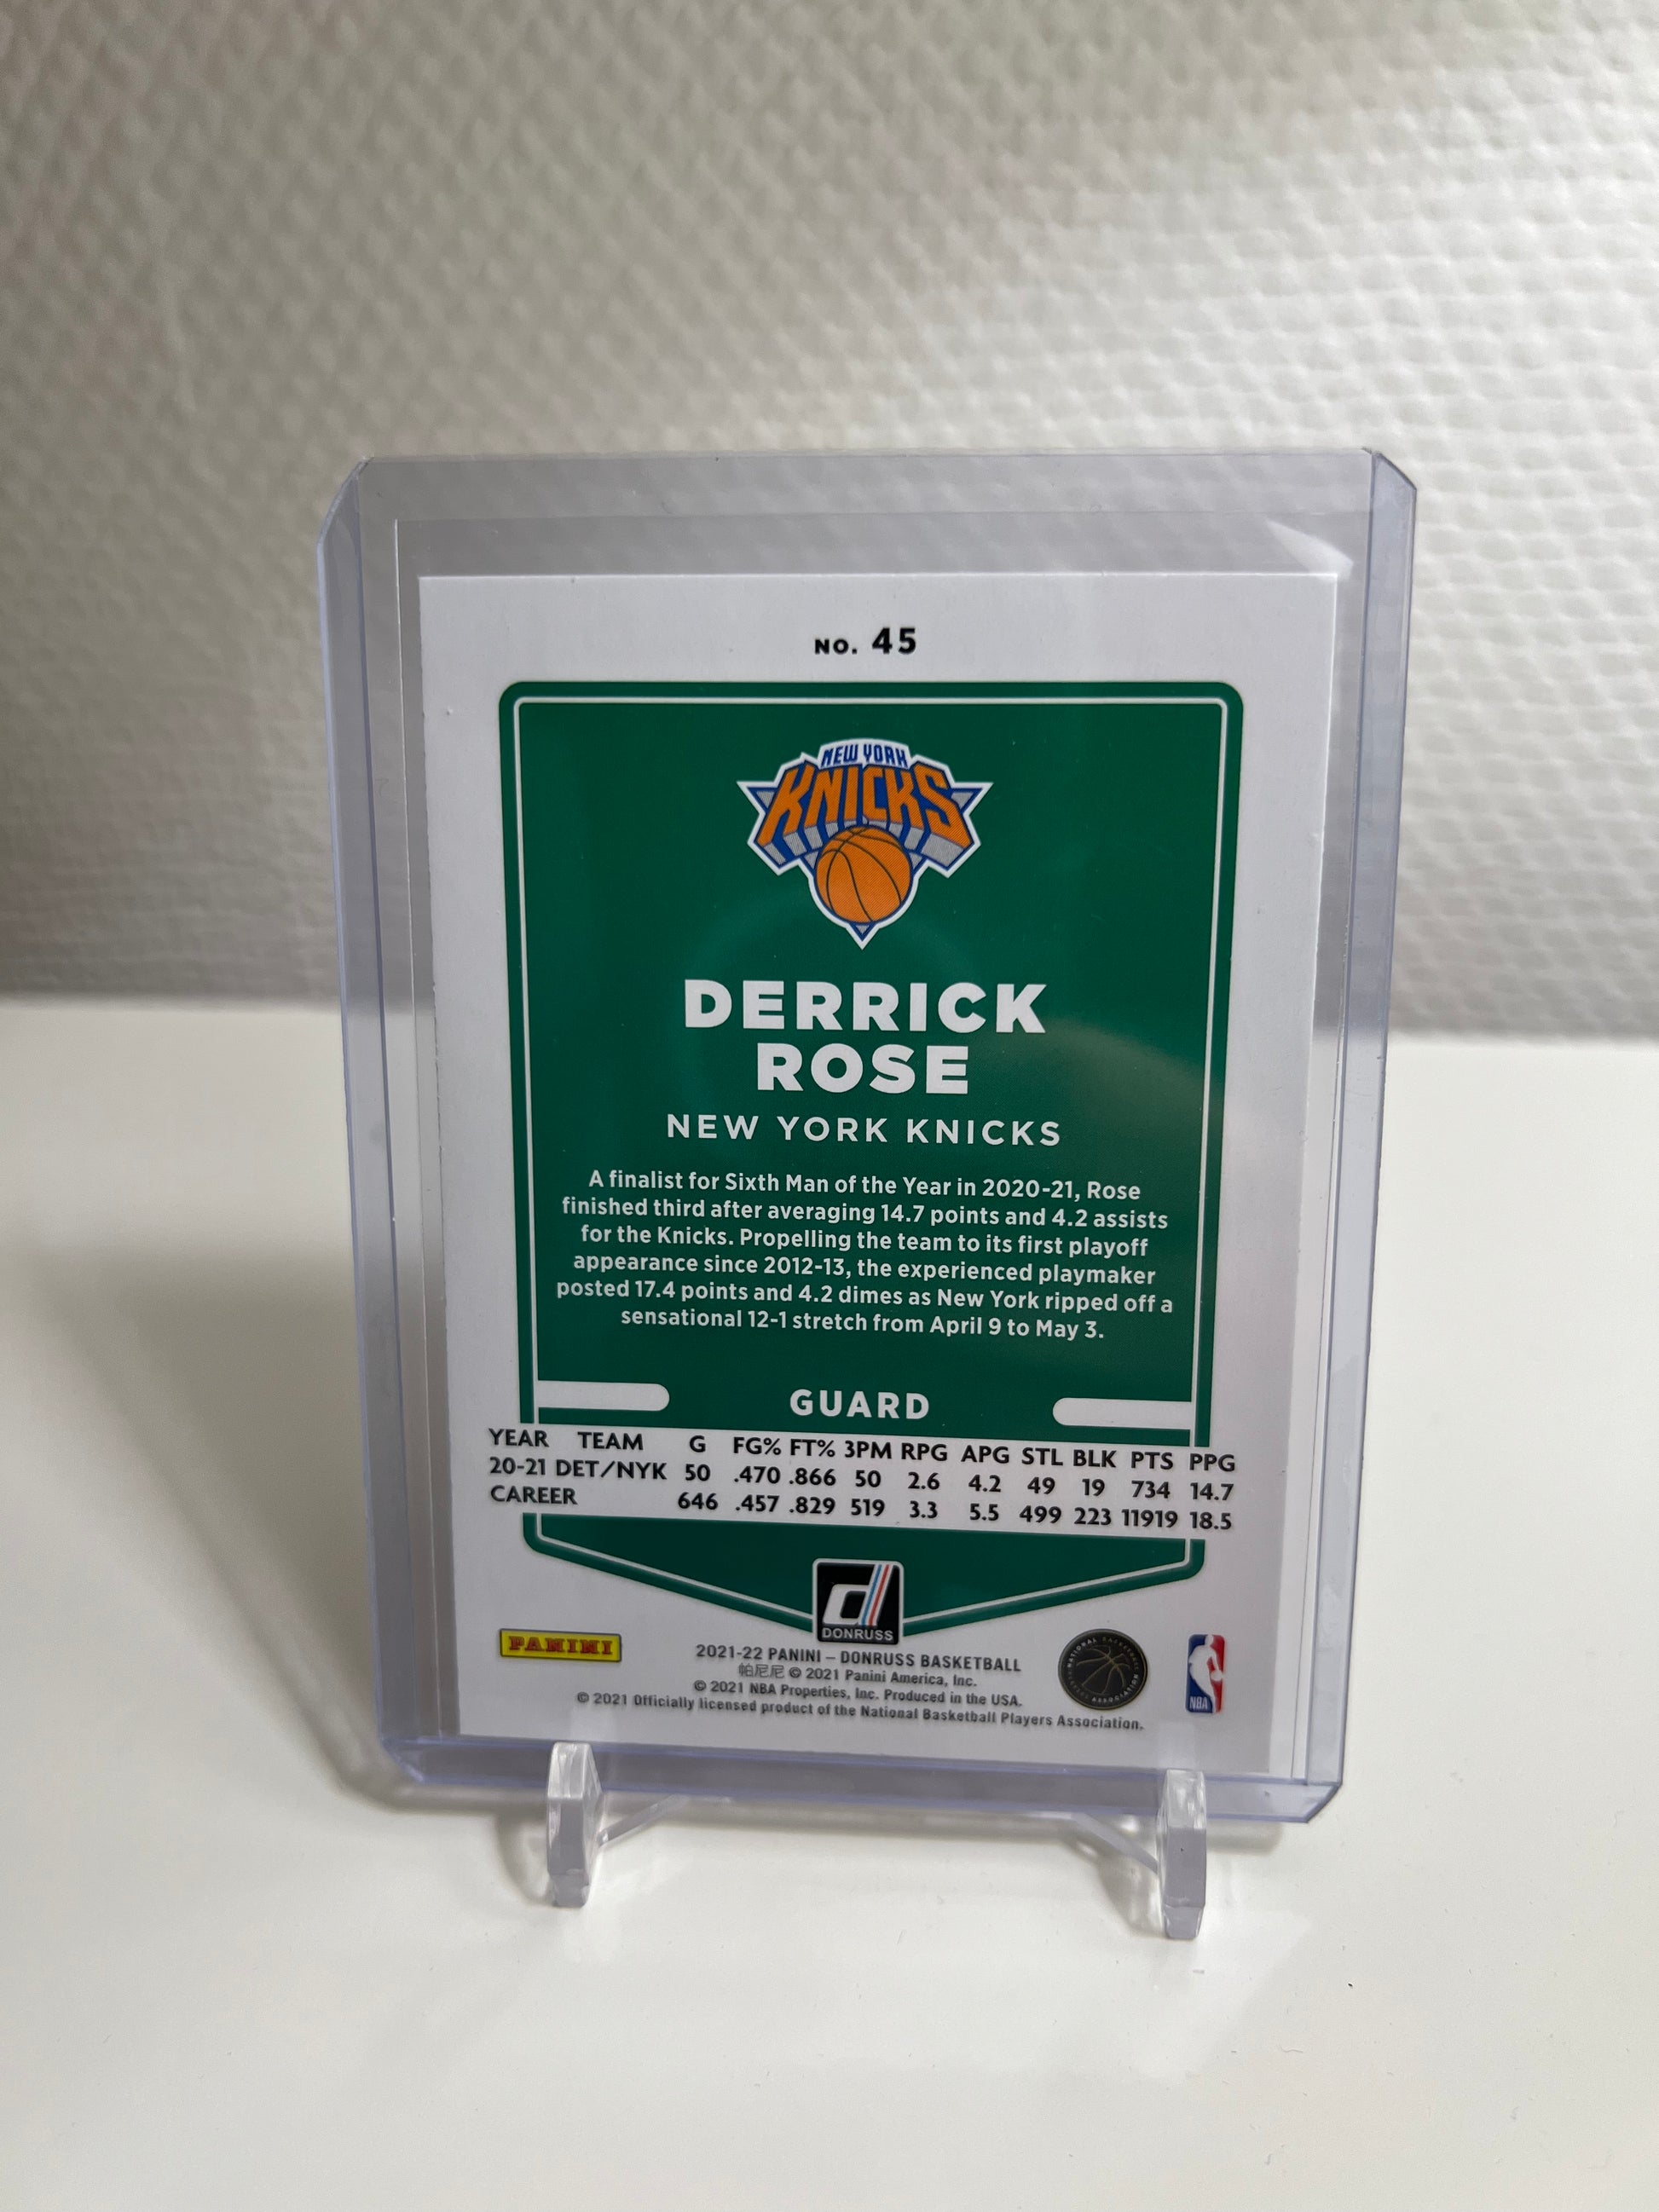 NO. 45
NEW YORK
KNICKS
DERRICK
ROSE
NEW YORK KNICKS
A finalist for Sixth Man of the Year in 2020-21, Rose
finished third after averaging 14.7 points and 4.2 assists
for the Knicks. Propelling the team to its first playoff
appearance since 2012-13, the experienced playmaker
posted 17.4 points and 4.2 dimes as New York ripped off a
sensational 12-1 stretch from April 9 to May 3.
GUARD
YEAR TEAM G FG% FT% 3PM RPG APG STL BLK PTS PPG
20-21 DET/NYK 50 .470 .866 50 2.6 4.2 49 19 734 14.7
CAREER 646 .457 .829 519 3.3 5.5 499 223 11919 18.5
d
DONRUSS
PANINI
2021-22 PANINI – DONRUSS BASKETBALL
帕尼尼 © 2021 Panini America, Inc.
© 2021 NBA Properties, Inc. Produced in the USA.
© 2021 Officially licensed product of the National Basketball Players Association.
NATIONAL BASKETBALL
ASSOCIATION
NBA